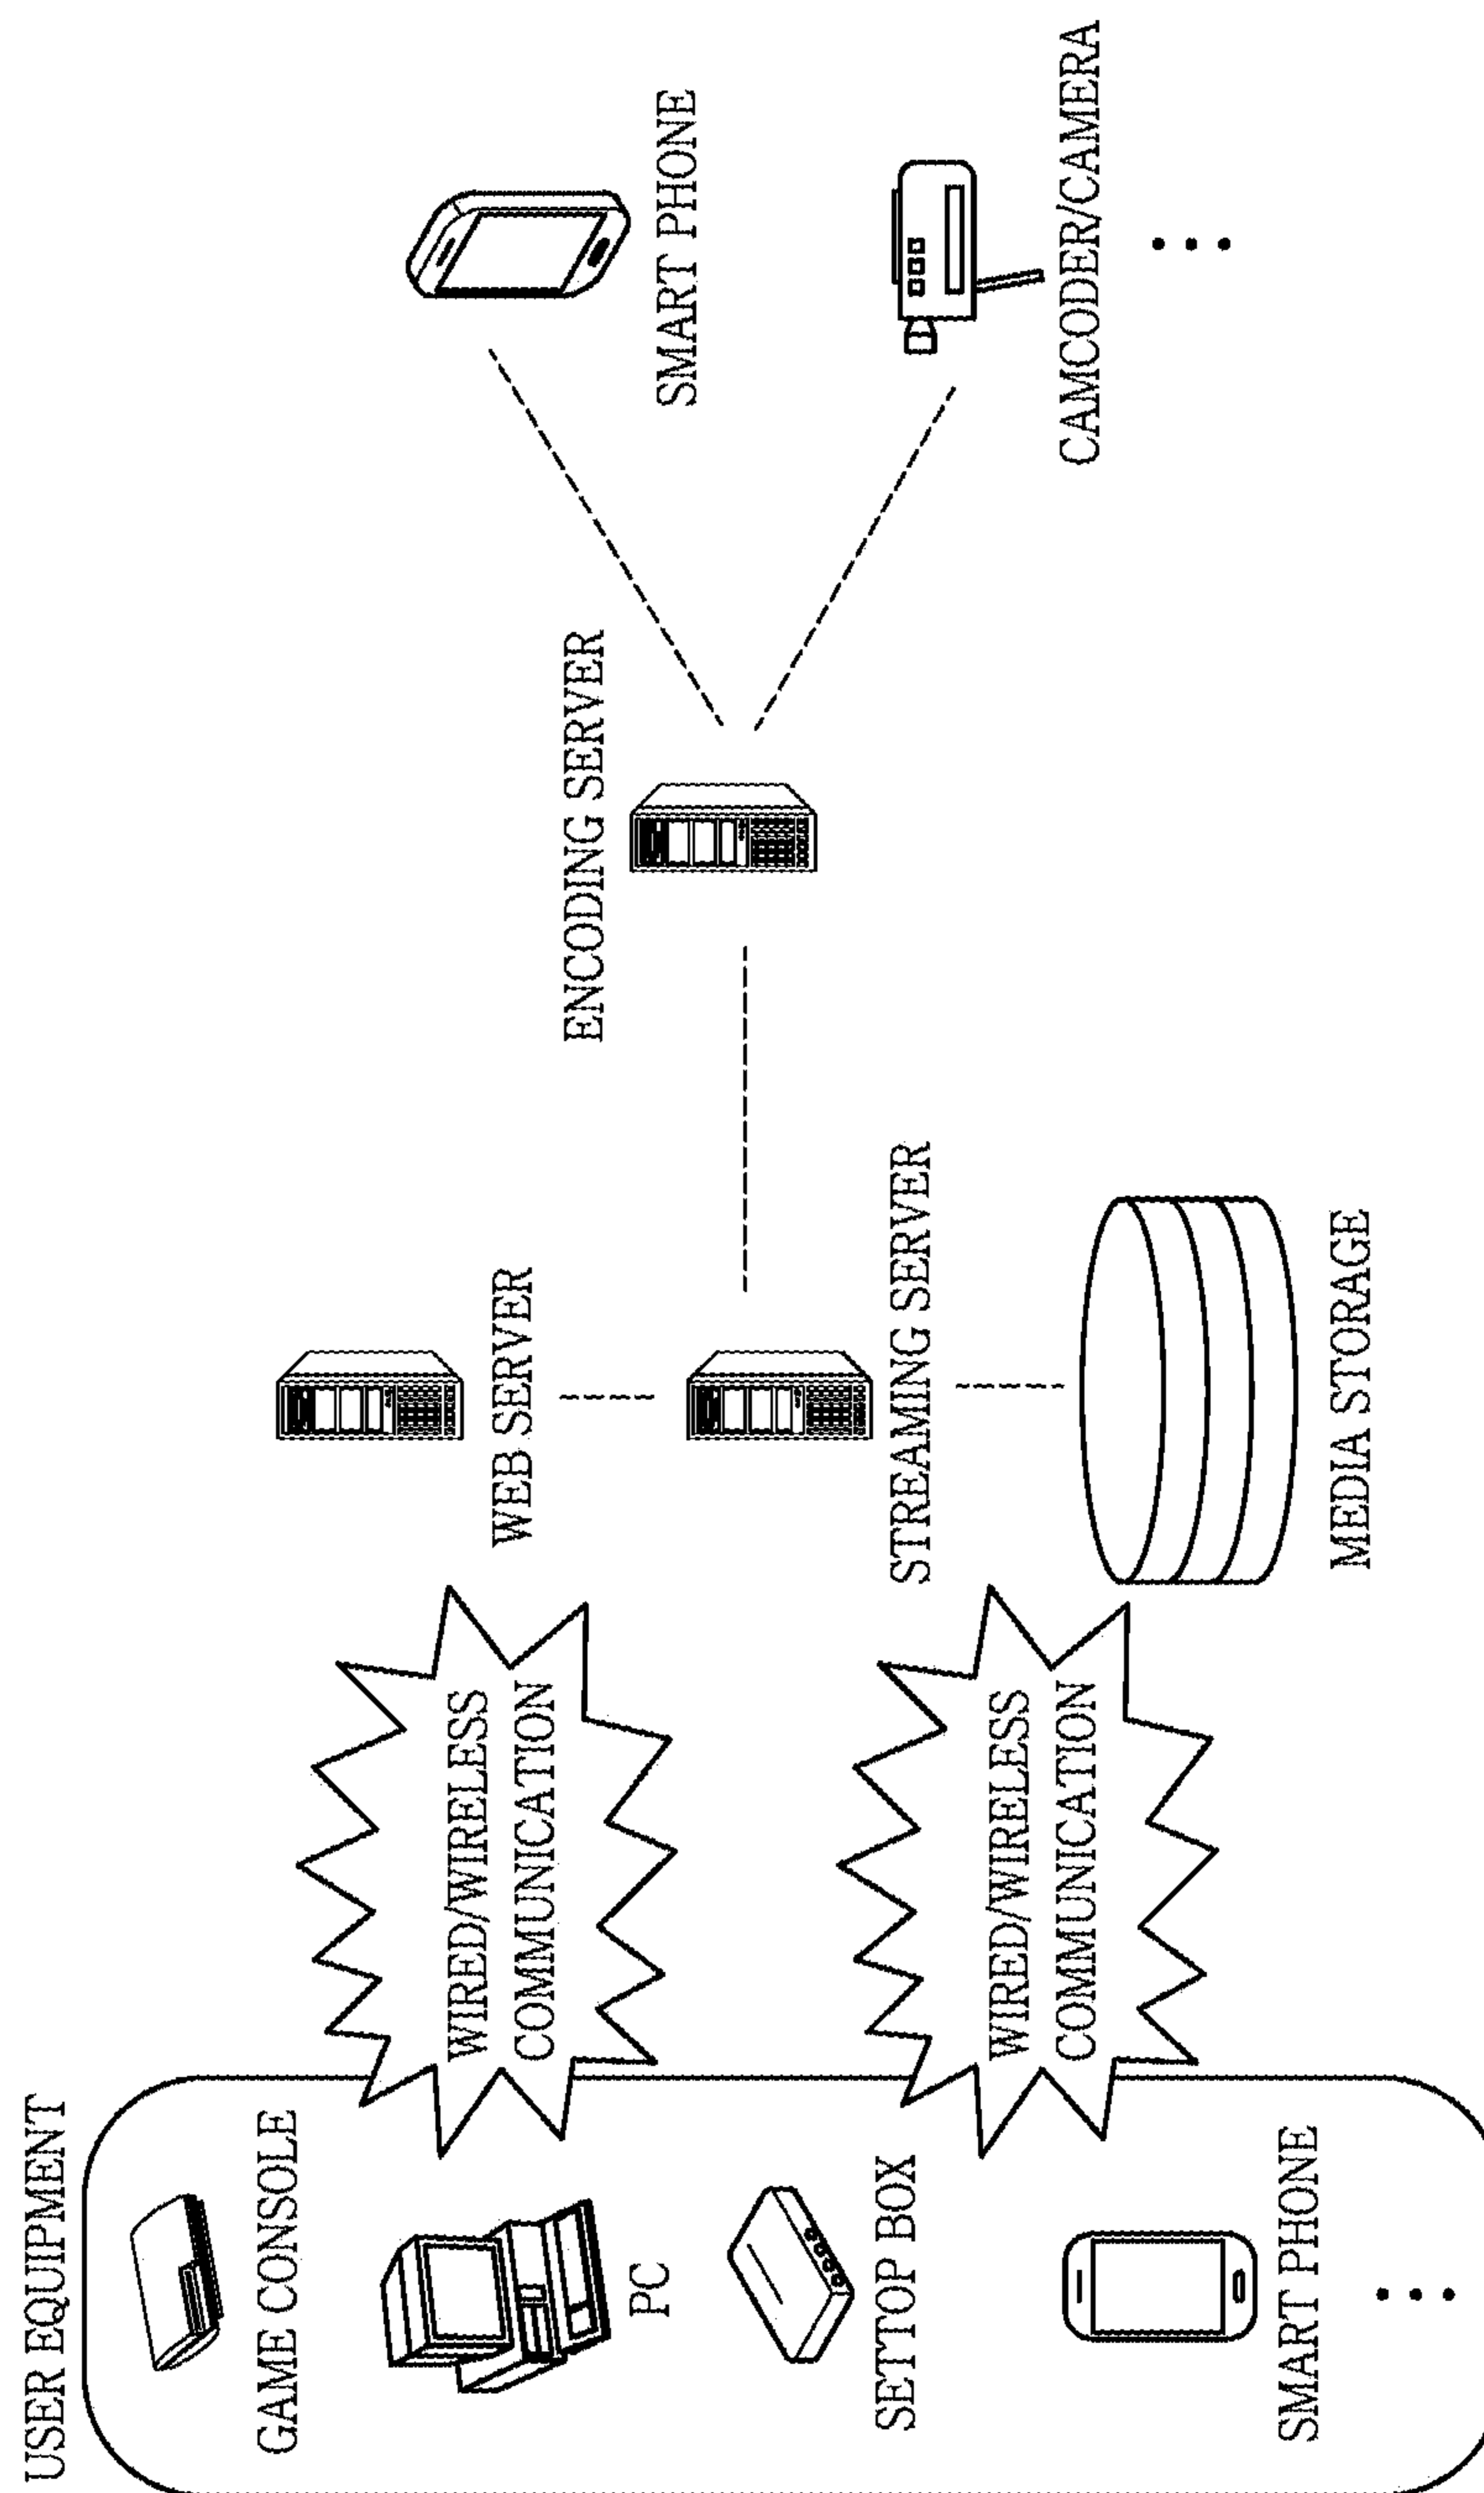 USER EQUIPMENT
GAME CONSOLE
PC
SETTOP BOX
SMART PHONE
WIRED/WIRELESS
COMMUNICATION
WIRED/WIRELESS
COMMUNICATION
WEB SERVER
STREAMING SERVER
MEDIA STORAGE
ENCODING SERVER
SMART PHONE
CAMCODER/CAMERA